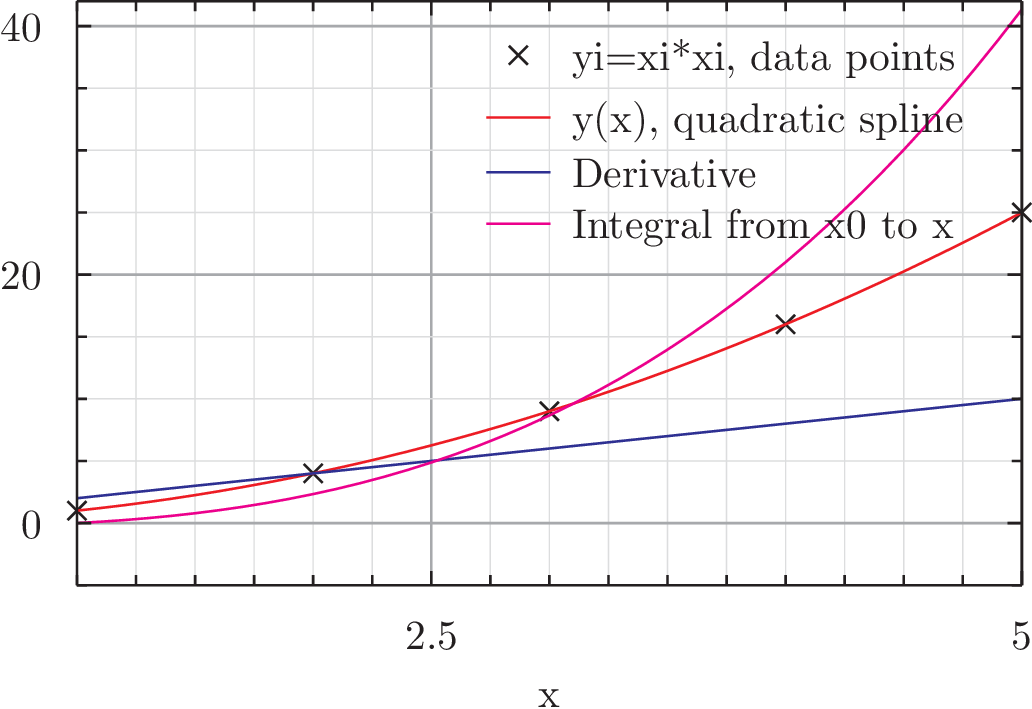 40
yi=xi*xi, data points
y(x), quadratic spline
Derivative
Integral from x0 to x
20
0
2.5
5
x